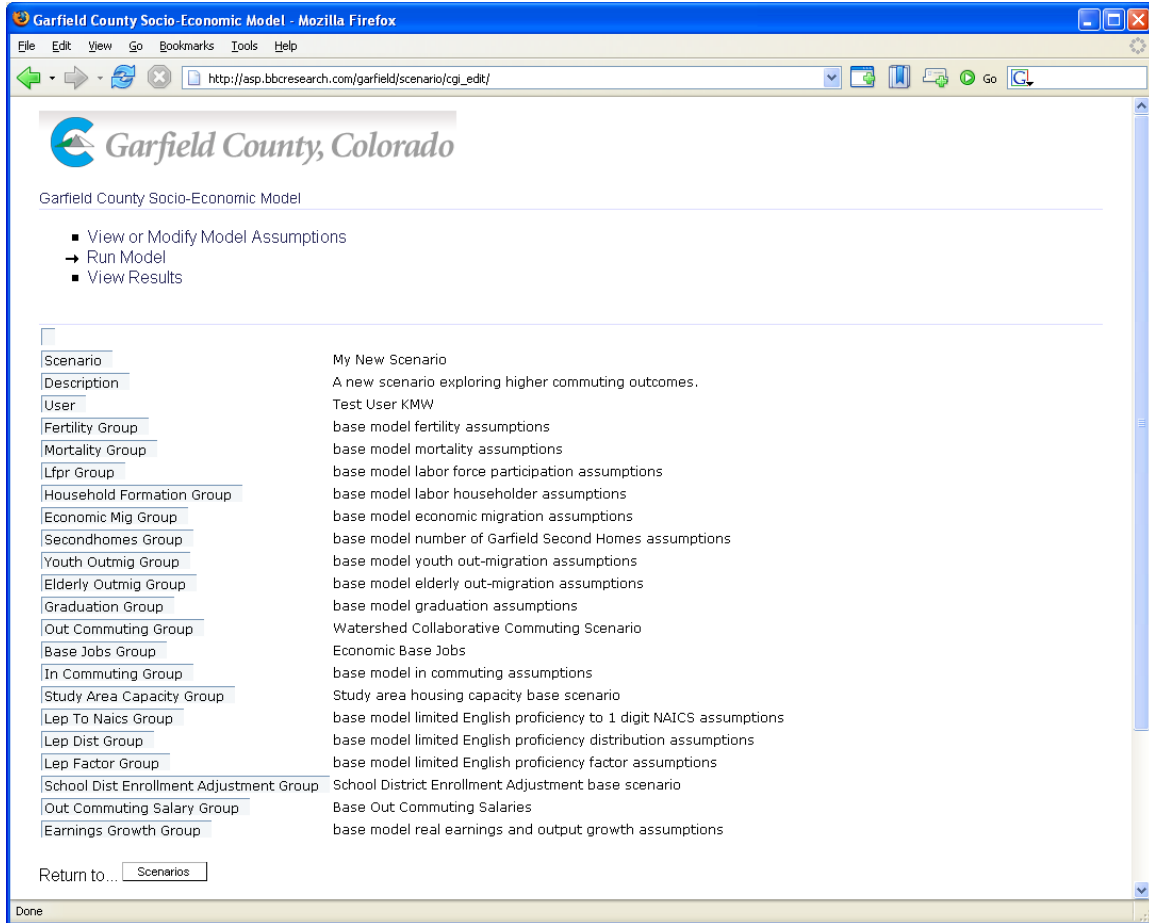 Garfield County Socio-Economic Model - Mozilla Firefox
File Edit View Go Bookmarks Tools Help
http://asp.bbcresearch.com/garfield/scenario/cgi_edit/ Go G
Garfield County, Colorado
Garfield County Socio-Economic Model
View or Modify Model Assumptions
Run Model
View Results
Scenario My New Scenario
Description A new scenario exploring higher commuting outcomes.
User Test User KMW
Fertility Group base model fertility assumptions
Mortality Group base model mortality assumptions
Lfpr Group base model labor force participation assumptions
Household Formation Group base model labor householder assumptions
Economic Mig Group base model economic migration assumptions
Secondhomes Group base model number of Garfield Second Homes assumptions
Youth Outmig Group base model youth out-migration assumptions
Elderly Outmig Group base model elderly out-migration assumptions
Graduation Group base model graduation assumptions
Out Commuting Group Watershed Collaborative Commuting Scenario
Base Jobs Group Economic Base Jobs
In Commuting Group base model in commuting assumptions
Study Area Capacity Group Study area housing capacity base scenario
Lep To Naics Group base model limited English proficiency to 1 digit NAICS assumptions
Lep Dist Group base model limited English proficiency distribution assumptions
Lep Factor Group base model limited English proficiency factor assumptions
School Dist Enrollment Adjustment Group School District Enrollment Adjustment base scenario
Out Commuting Salary Group Base Out Commuting Salaries
Earnings Growth Group base model real earnings and output growth assumptions
Return to... Scenarios
Done